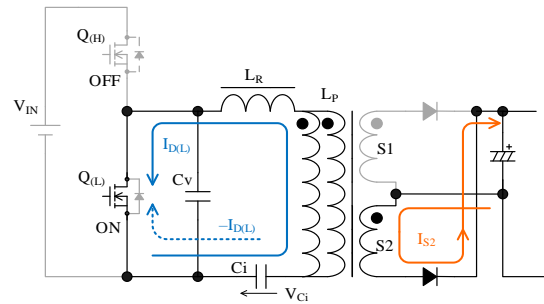 Q(H)
OFF
VIN
LR
LP
ID(L)
Q(L)
Cv
ON
–ID(L)
Ci
VCi
S1
S2
IS2
+